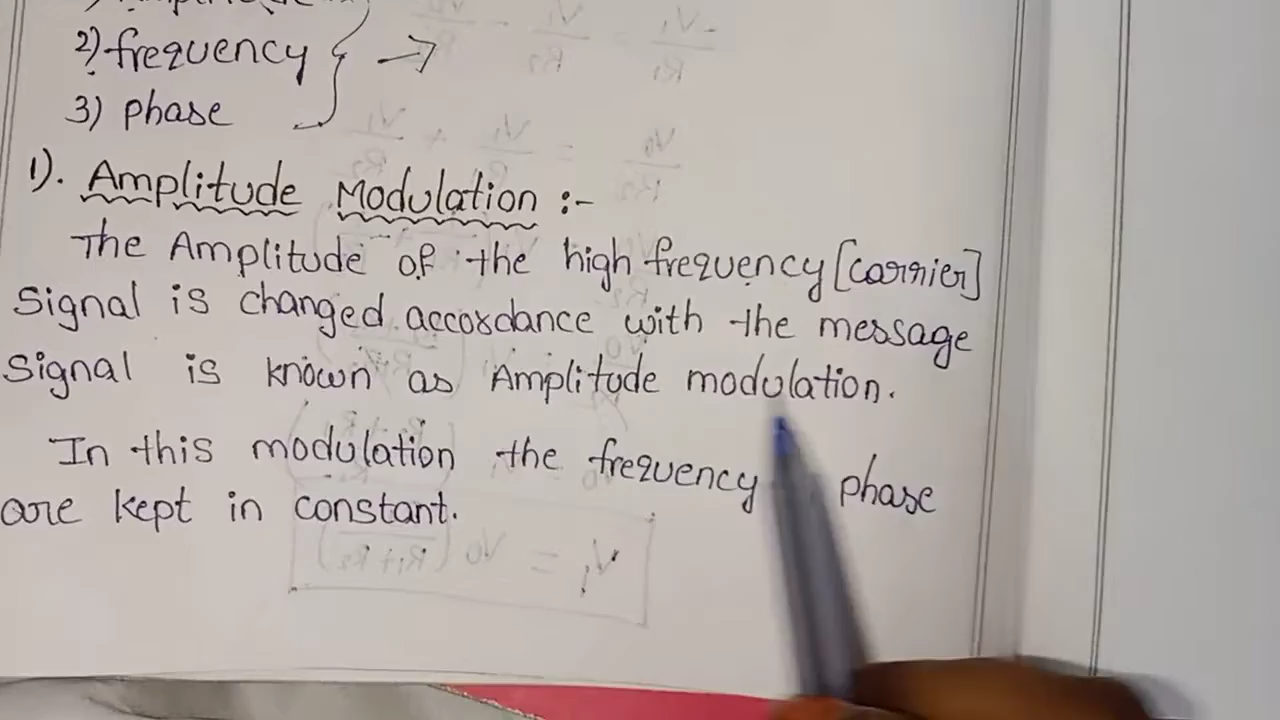 2) frequency
3) phase
1). Amplitude Modulation :-
The Amplitude of the high frequency [carrier]
Signal is changed accordance with the message
Signal is known as Amplitude modulation.
In this modulation the frequency phase
are kept in constant.